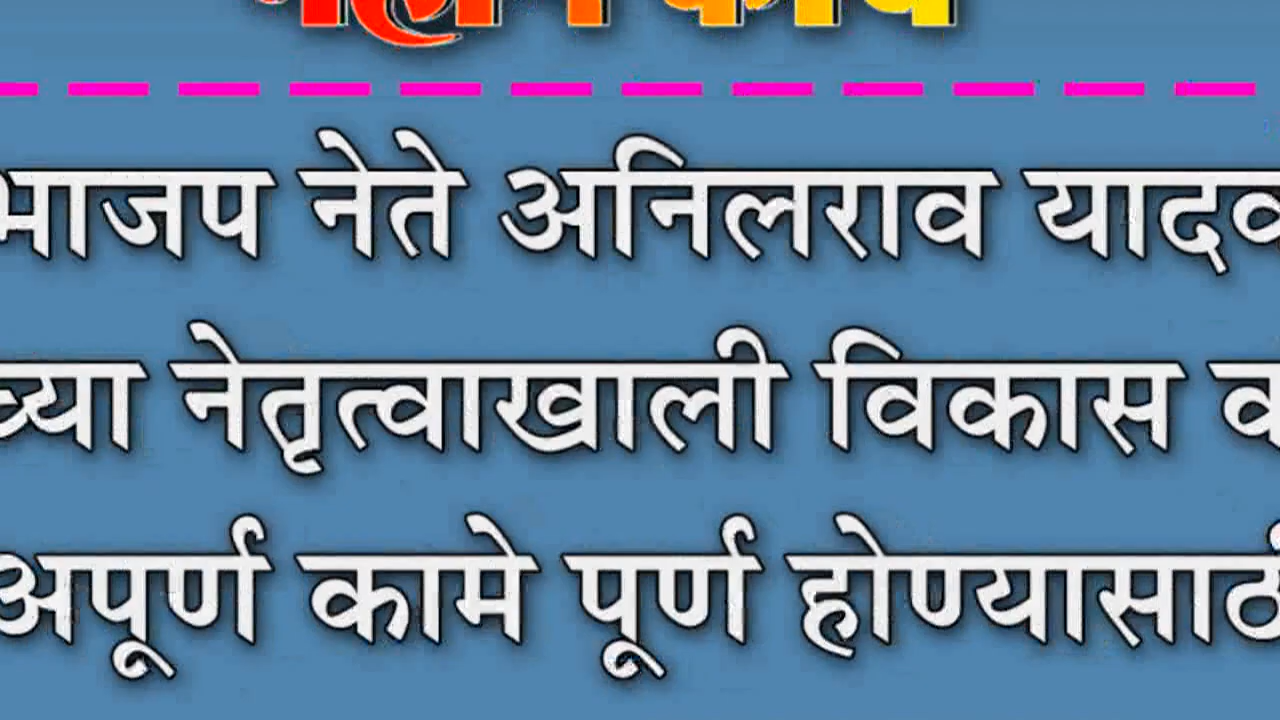 भाजप नेते अनिलराव यादव
च्या नेतृत्वाखाली विकास व
अपूर्ण कामे पूर्ण होण्यासाठी